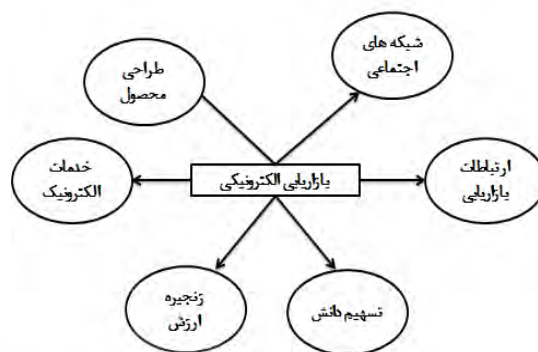 شبکه های
اجتماعی
طراحی
محصول
خدمات
الکترونیک
بازاریابی الکترونیکی
ارتباطات
بازاریابی
زنجیره
ارزش
تسهیم دانش